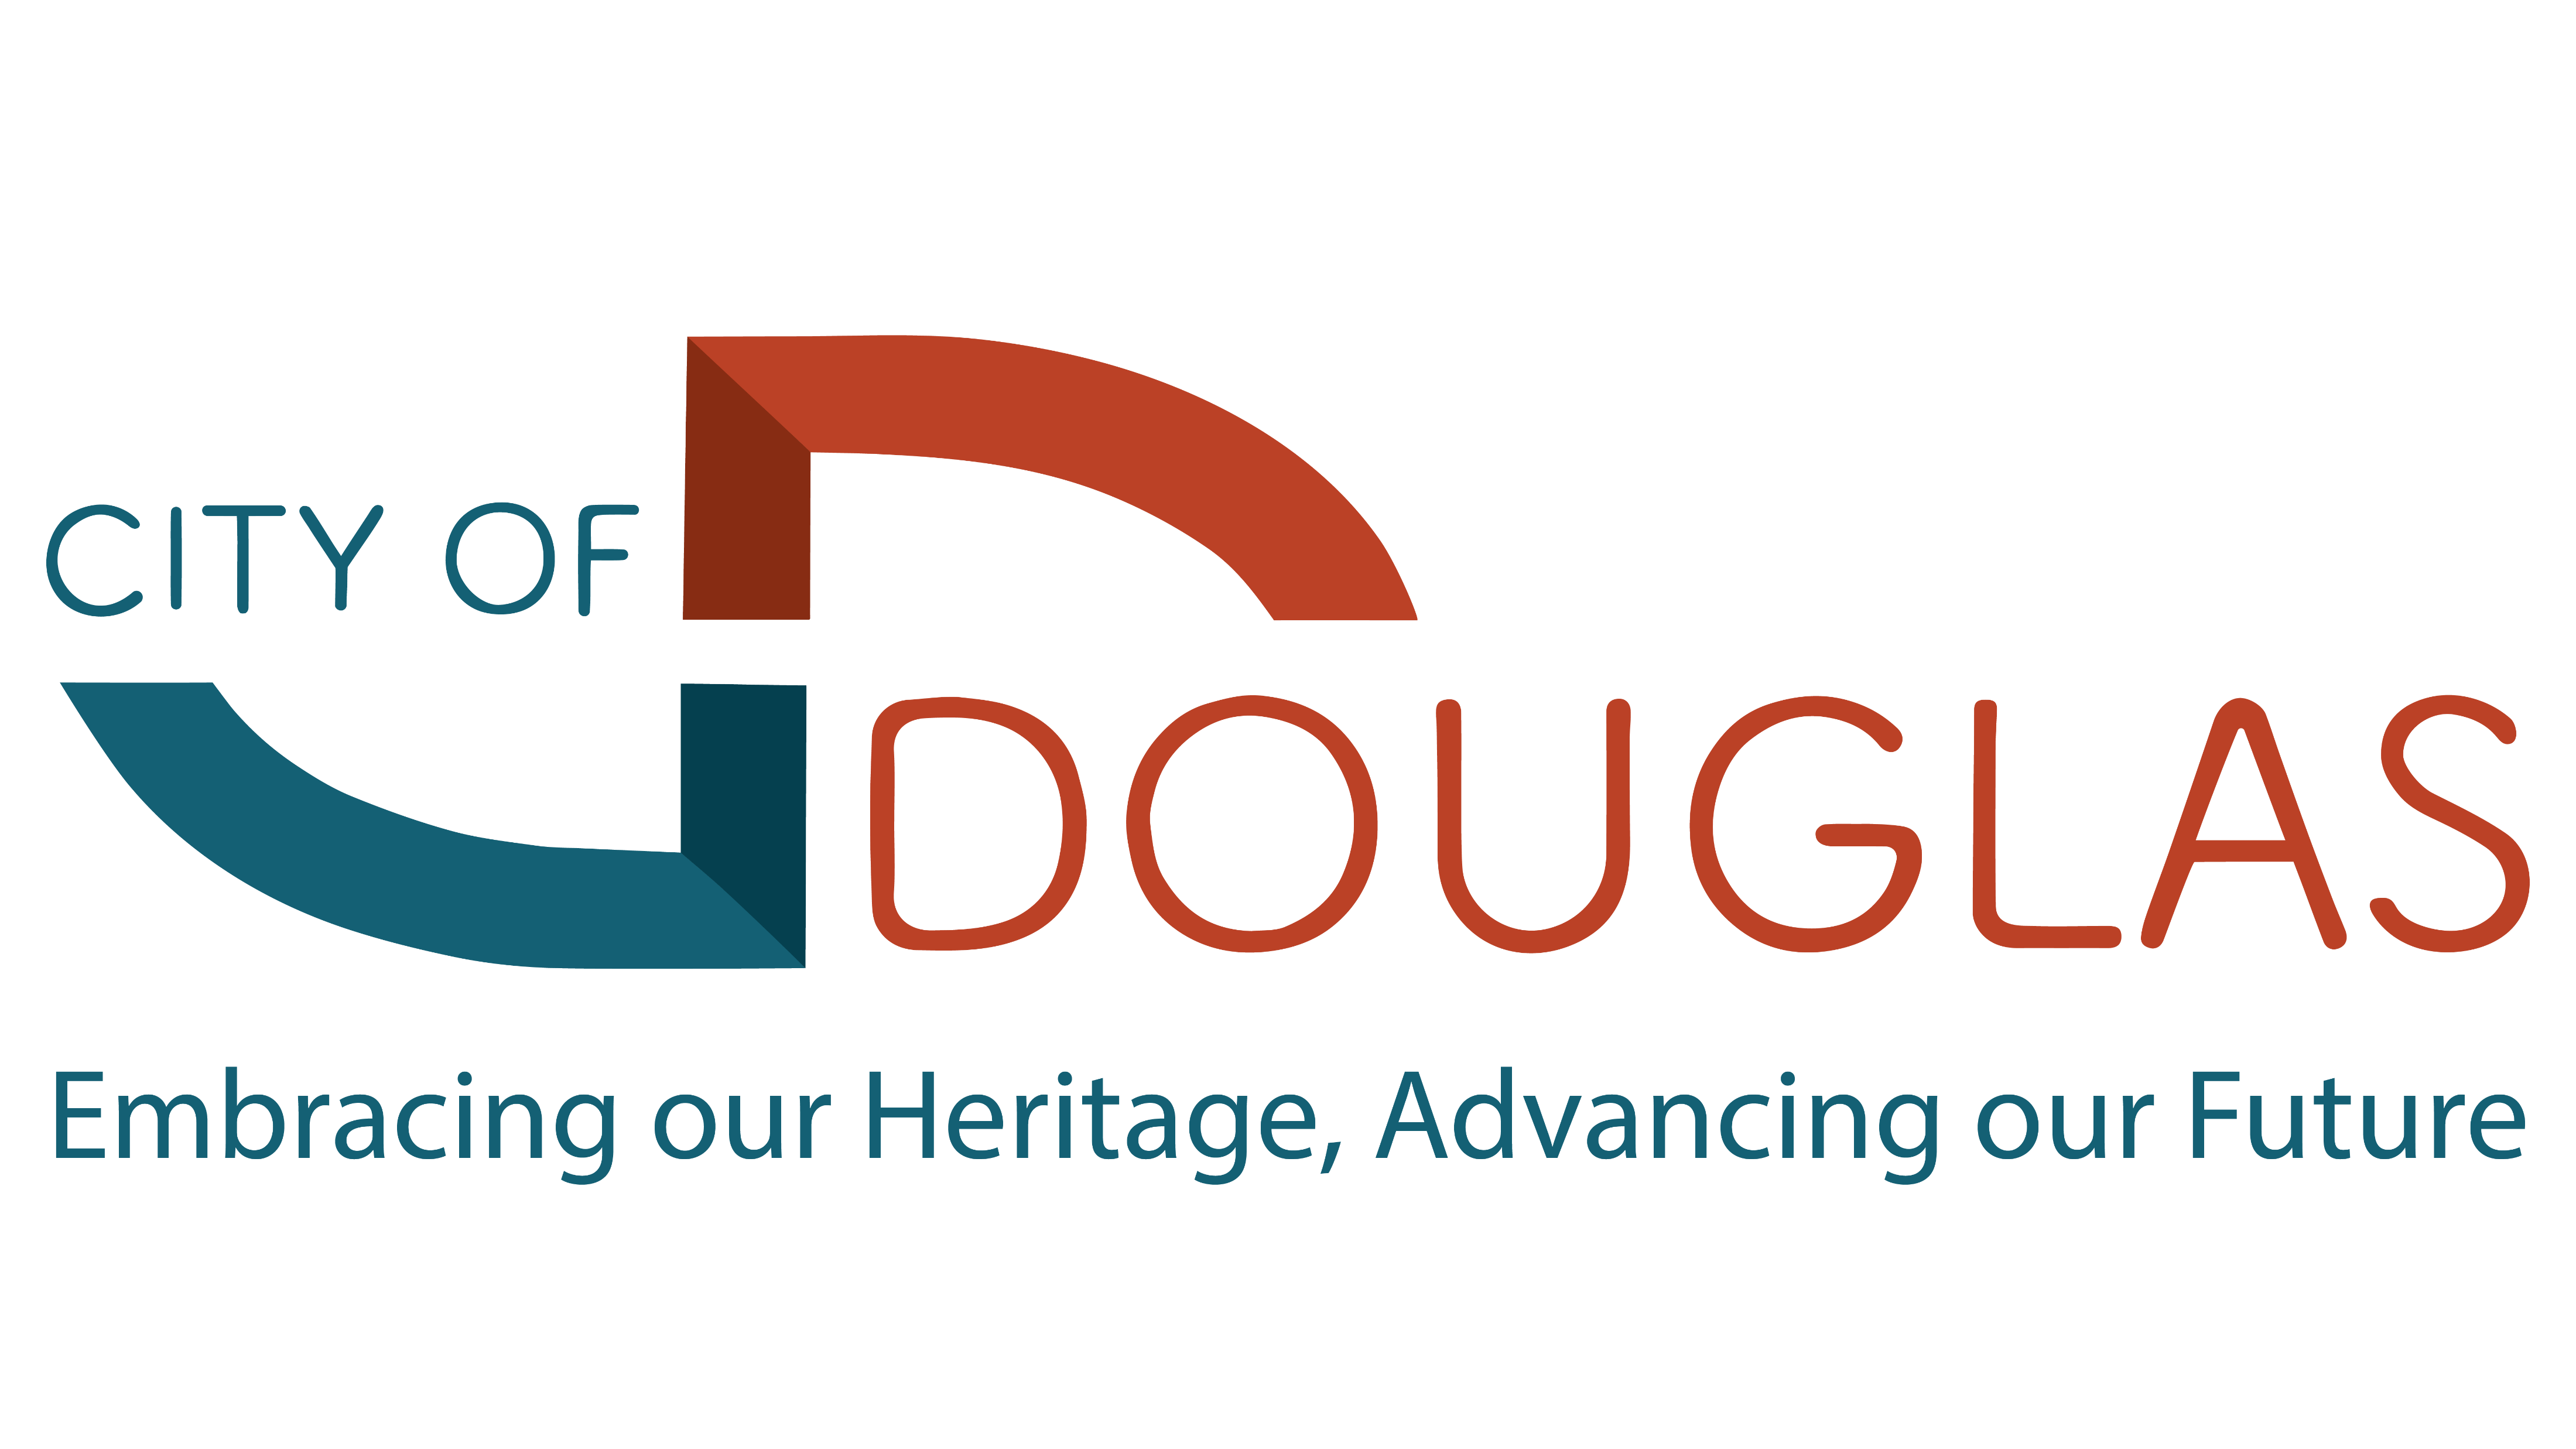 CITY OF
DOUGLAS
Embracing our Heritage, Advancing our Future